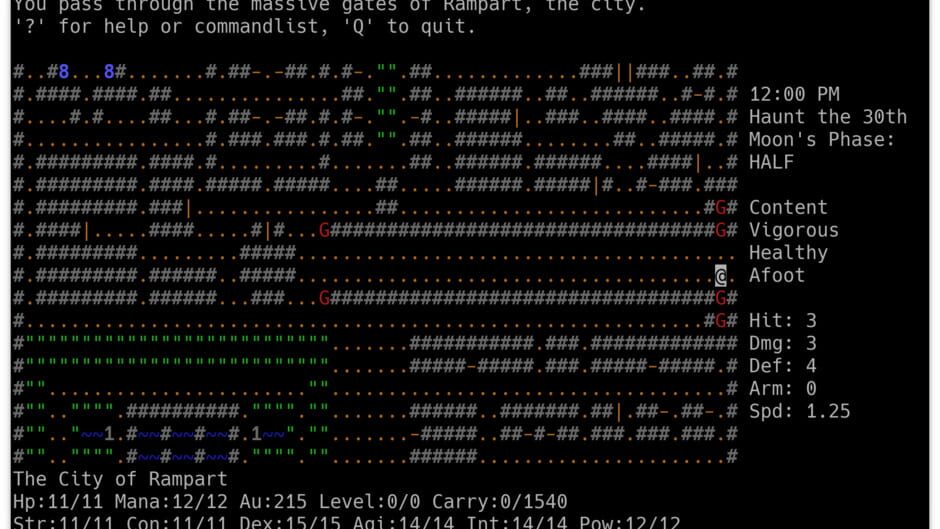 You pass through the massive gates of Rampart, the city.
'?' for help or commandlist, 'Q' to quit.
#..#8...8#.......#.##-.-##.#.#-."".##.............###||###..##.#
#.####.####.##...............##."".##..######..##..######..#-#.# 12:00 PM
#....#.#....##...#.##-.-##.#.#-."".-#..#####|..###..####..####.# Haunt the 30th
#................#.###.###.#.##."".##..######........##..#####.# Moon's Phase:
#.#########.####.#.........#.......##..######.######....####|..# HALF
#.#########.####.#####.#####....##.....######.#####|#..#-###.###
#.#########.###|................##...........................#G# Content
#.####|.....####....#|#...G##################################G# Vigorous
#.#########.........#####....................................... Healthy
#.#########.######..#####.....................................@. Afoot
#.#########.######...###...G##################################G#
#............................................................#G# Hit: 3
#""""""""""""""""""""""""""".......###########.###.############# Dmg: 3
#""""""""""""""""""""""""""".......#####-####.###.######-#####.# Def: 4
#""......................."".................................# Arm: 0
#"".."""".##########.""""."".......######..#######.##|.##-.##-.# Spd: 1.25
#"".."~~1.#~~#~~#~~#.1~~"."".......-#####..##-#-##.###.###.###.#
#"".."""".#~~#~~#~~#.""""."".......######......................#
The City of Rampart
Hp:11/11 Mana:12/12 Au:215 Level:0/0 Carry:0/1540
Str:11/11 Con:11/11 Dex:15/15 Agi:14/14 Int:14/14 Pow:12/12